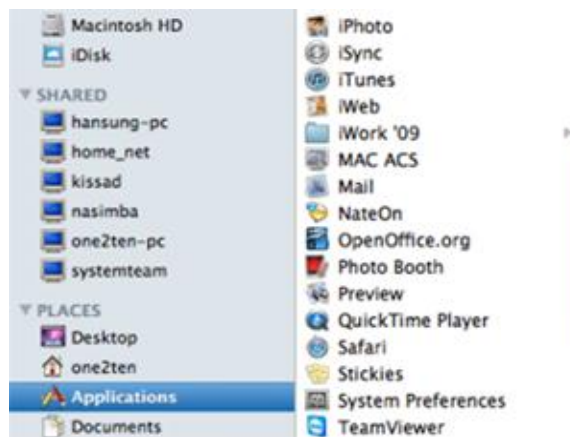 Macintosh HD
iDisk
SHARED
hansung-pc
home_net
kissad
nasimba
one2ten-pc
systemteam
PLACES
Desktop
one2ten
Applications
Documents
iPhoto
iSync
iTunes
iWeb
iWork '09
MAC ACS
Mail
NateOn
OpenOffice.org
Photo Booth
Preview
QuickTime Player
Safari
Stickies
System Preferences
TeamViewer